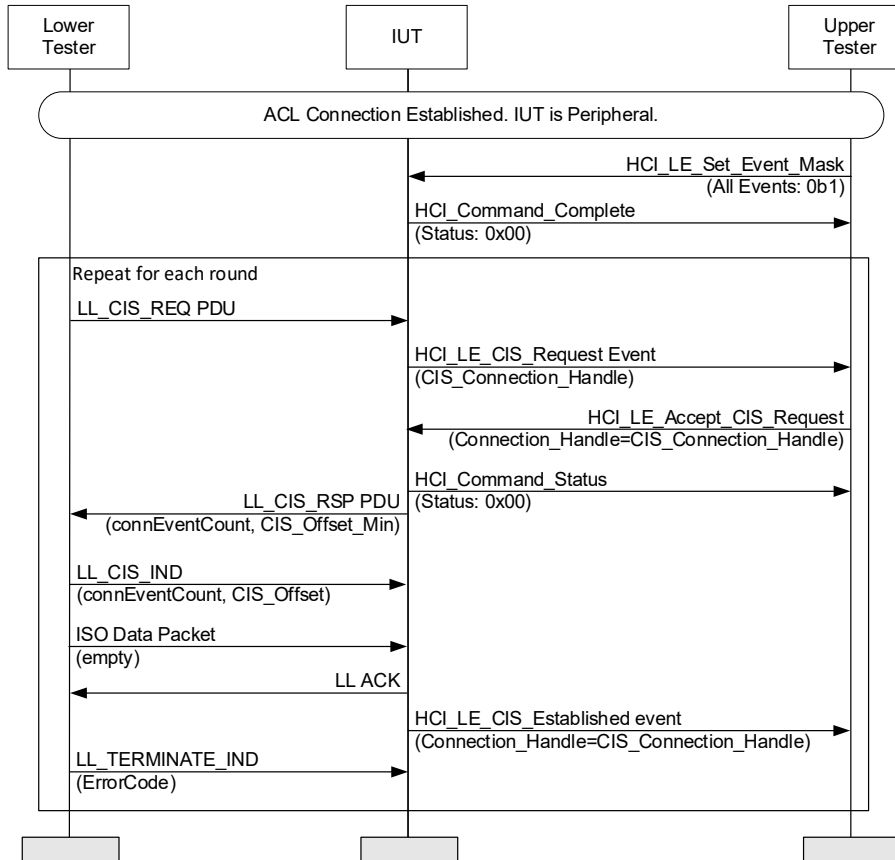 Lower
Tester
IUT
Upper
Tester
ACL Connection Established. IUT is Peripheral.
HCI_LE_Set_Event_Mask
(All Events: 0b1)
HCI_Command_Complete
(Status: 0x00)
Repeat for each round
LL_CIS_REQ PDU
HCI_LE_CIS_Request Event
(CIS_Connection_Handle)
HCI_LE_Accept_CIS_Request
(Connection_Handle=CIS_Connection_Handle)
HCI_Command_Status
(Status: 0x00)
LL_CIS_RSP PDU
(connEventCount, CIS_Offset_Min)
LL_CIS_IND
(connEventCount, CIS_Offset)
ISO Data Packet
(empty)
LL ACK
HCI_LE_CIS_Established event
(Connection_Handle=CIS_Connection_Handle)
LL_TERMINATE_IND
(ErrorCode)